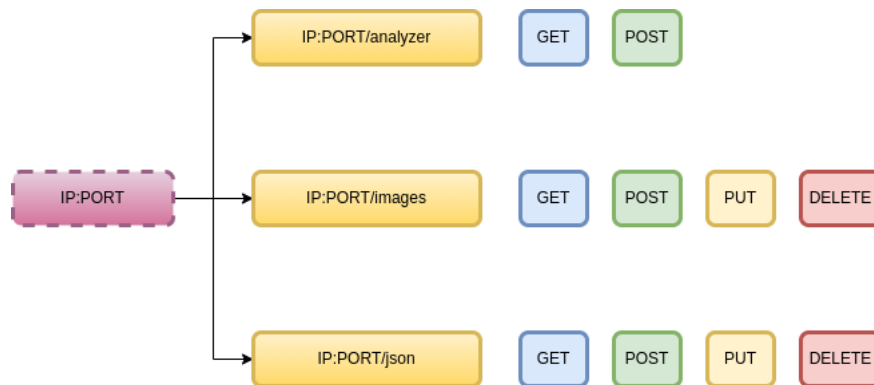 IP:PORT/analyzer GET POST
IP:PORT IP:PORT/images GET POST PUT DELETE
IP:PORT/json GET POST PUT DELETE